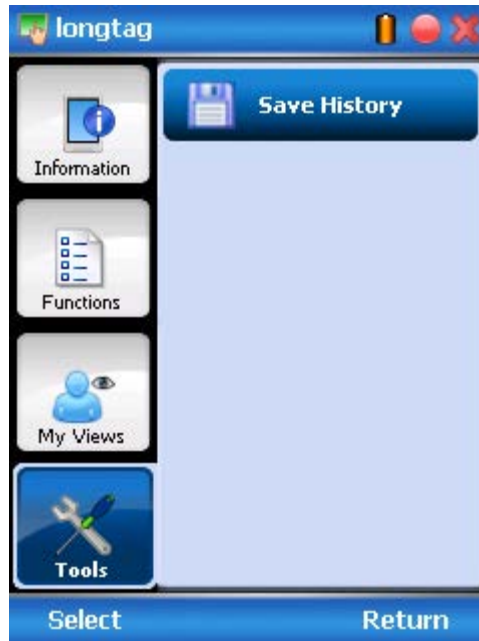 longtag
Save History
Information
Functions
My Views
Tools
Select
Return